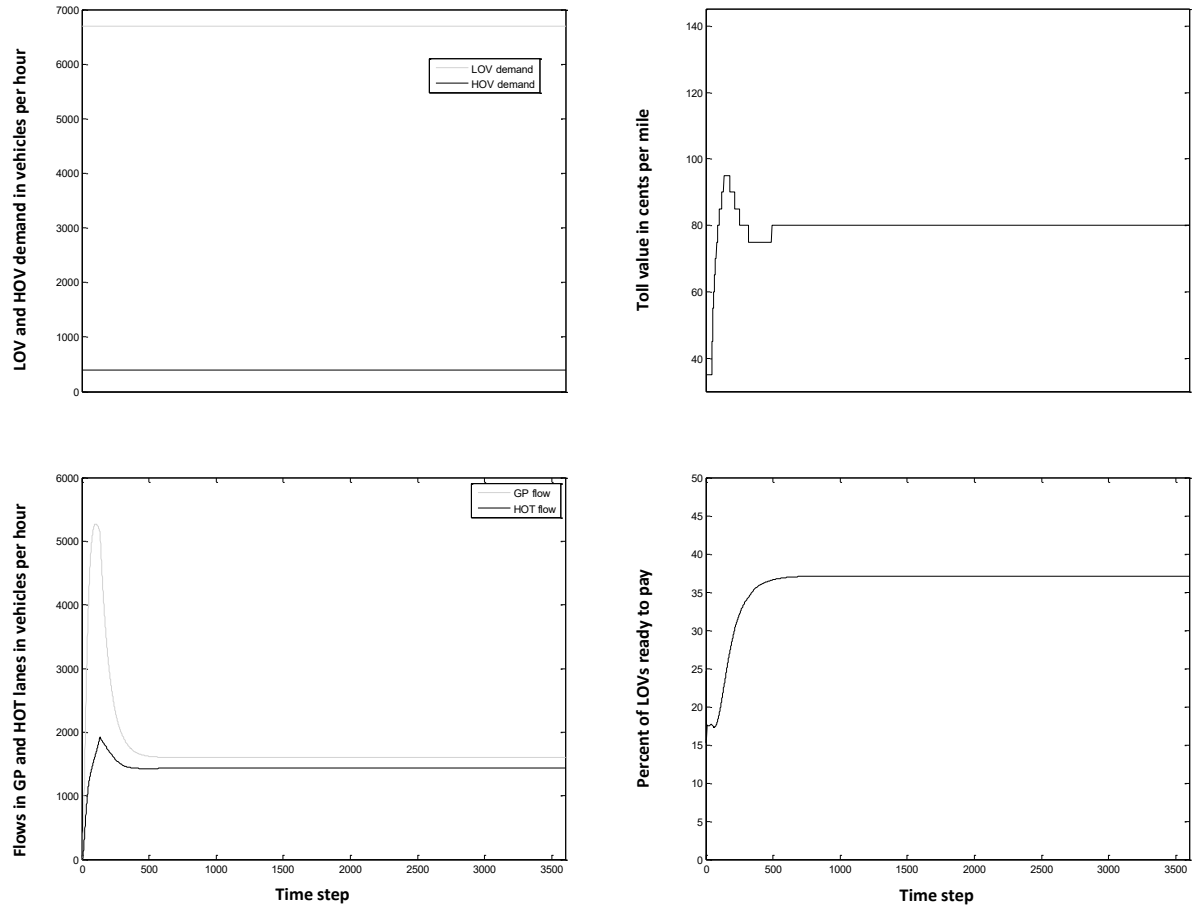 LOV and HOV demand in vehicles per hour
7000
6000
5000
4000
3000
2000
1000
0
LOV demand
HOV demand
Toll value in cents per mile
140
120
100
80
60
40
Flows in GP and HOT lanes in vehicles per hour
6000
5000
4000
3000
2000
1000
0
GP flow
HOT flow
0 500 1000 1500 2000 2500 3000 3500
Time step
Percent of LOVs ready to pay
50
45
40
35
30
25
20
15
10
5
0
0 500 1000 1500 2000 2500 3000 3500
Time step